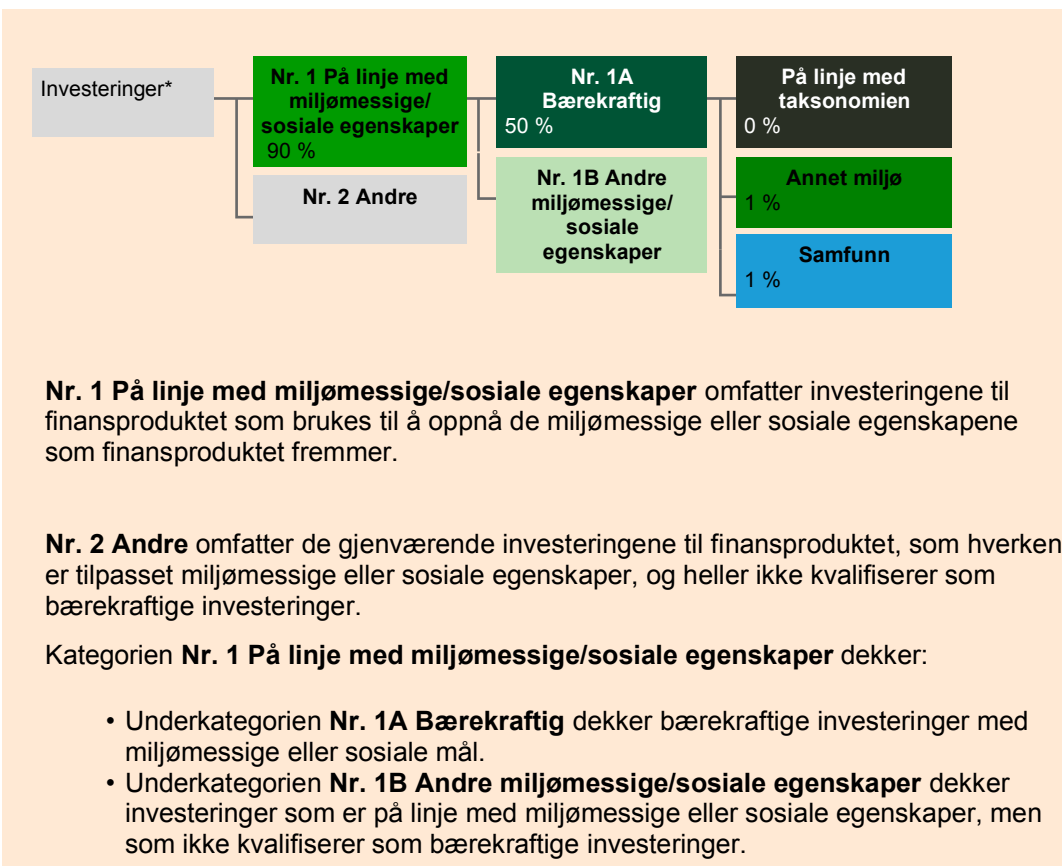 Investeringer*
Nr. 1 På linje med
miljømessige/
sosiale egenskaper
90 %
Nr. 2 Andre
Nr. 1A
Bærekraftig
50 %
Nr. 1B Andre
miljømessige/
sosiale
egenskaper
På linje med
taksonomien
0 %
Annet miljø
1 %
Samfunn
1 %
Nr. 1 På linje med miljømessige/sosiale egenskaper omfatter investeringene til
finansproduktet som brukes til å oppnå de miljømessige eller sosiale egenskapene
som finansproduktet fremmer.
Nr. 2 Andre omfatter de gjenværende investeringene til finansproduktet, som hverken
er tilpasset miljømessige eller sosiale egenskaper, og heller ikke kvalifiserer som
bærekraftige investeringer.
Kategorien Nr. 1 På linje med miljømessige/sosiale egenskaper dekker:
• Underkategorien Nr. 1A Bærekraftig dekker bærekraftige investeringer med
miljømessige eller sosiale mål.
• Underkategorien Nr. 1B Andre miljømessige/sosiale egenskaper dekker
investeringer som er på linje med miljømessige eller sosiale egenskaper, men
som ikke kvalifiserer som bærekraftige investeringer.